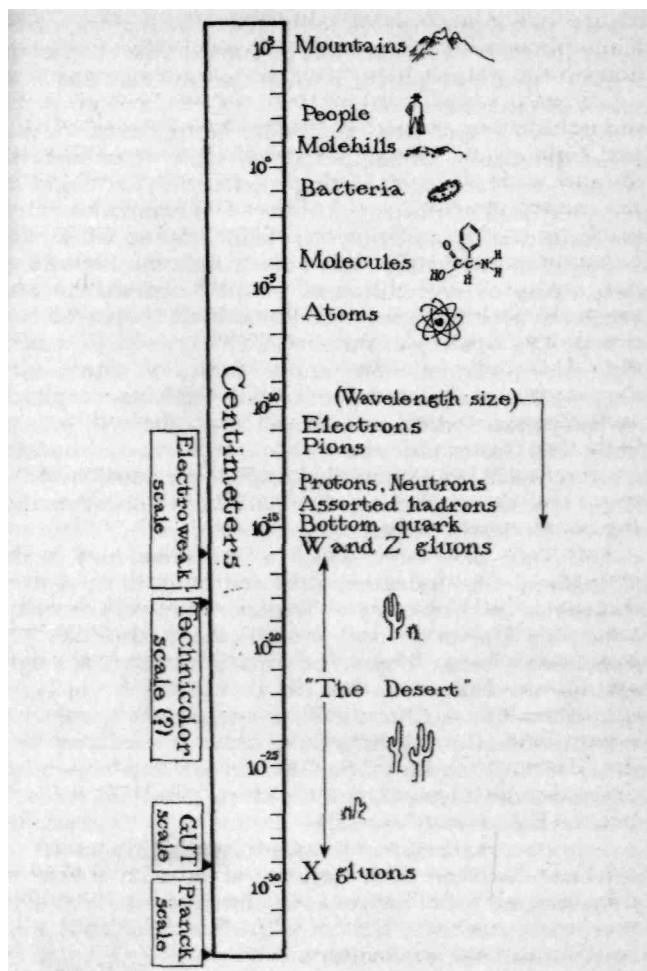 10⁵
Mountains
People
Molehills
10⁰
Bacteria
Molecules
O
C-C-N
H
H
HO
H
10⁻⁵
Atoms
10⁻¹⁰
(Wavelength size)
Electrons
Pions
Protons, Neutrons
Assorted hadrons
Bottom quark
10⁻¹⁵
W and Z⁰ gluons
10⁻²⁰
"The Desert"
10⁻²⁵
10⁻³⁰
X gluons
Centimeters
Electroweak
scale
Technicolor
scale (?)
GUT
scale
Planck
scale